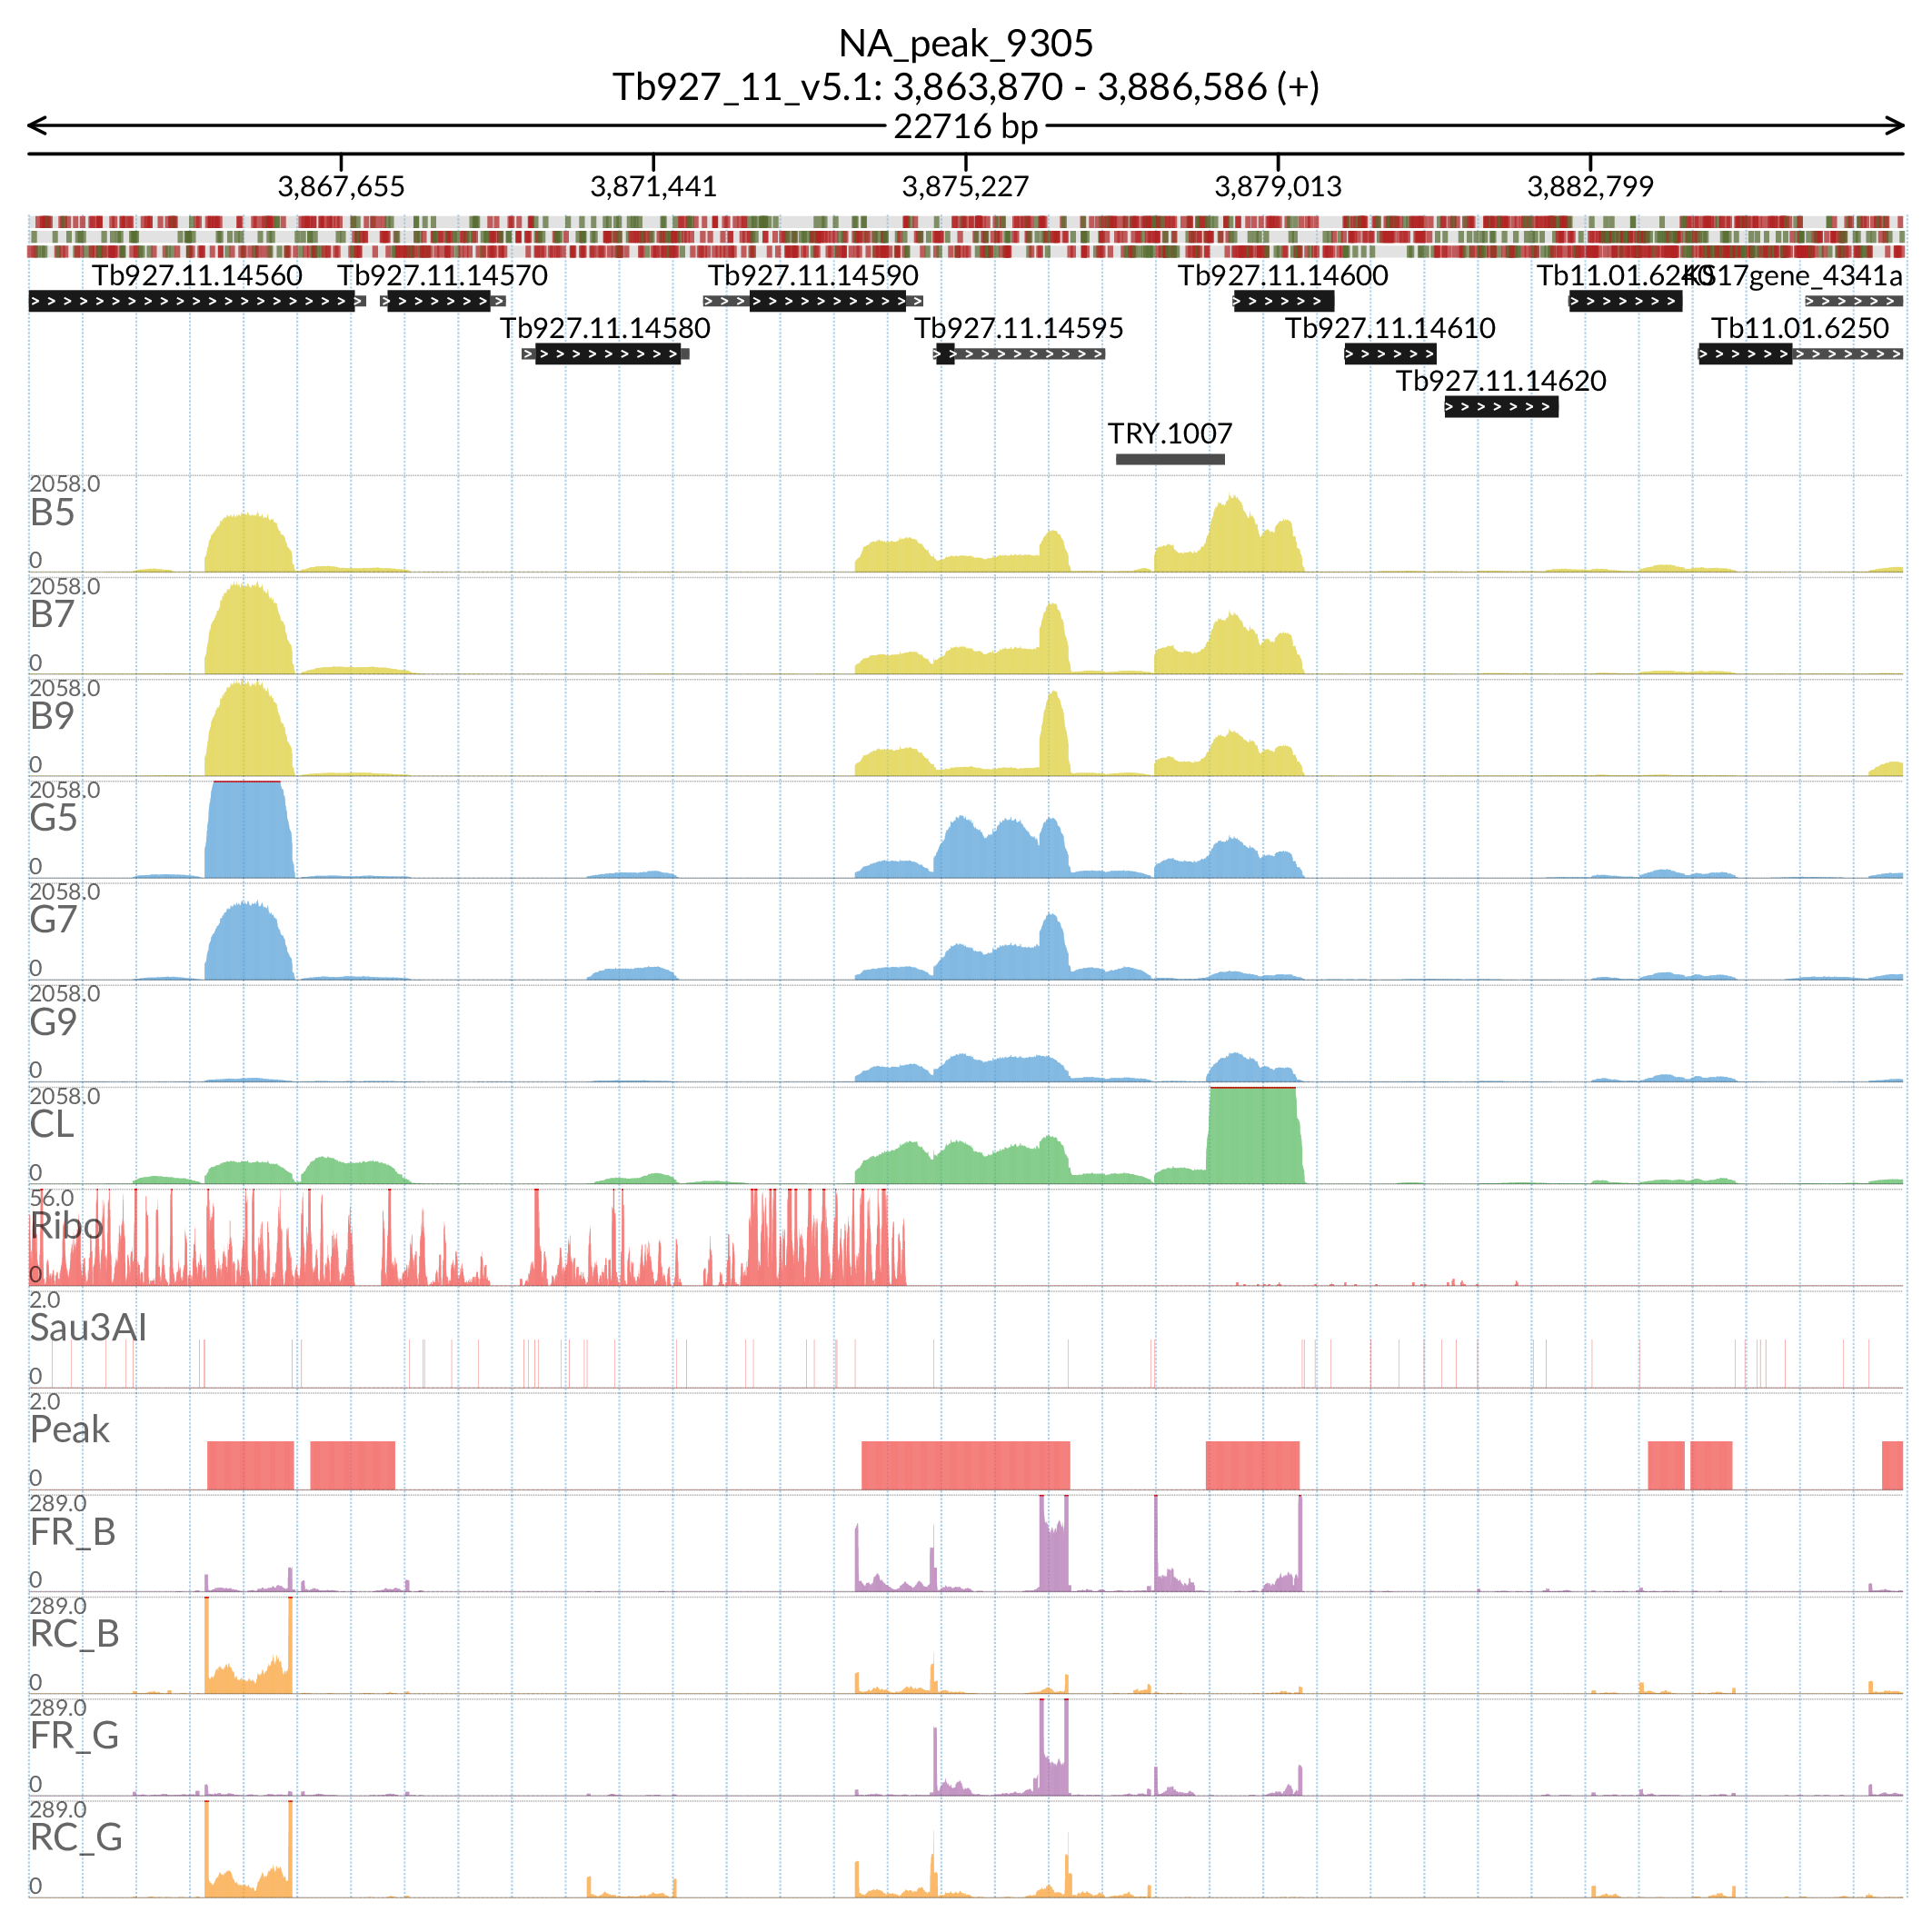 NA_peak_9305
Tb927_11_v5.1: 3,863,870 - 3,886,586 (+)
22716 bp
3,867,655 3,871,441 3,875,227 3,879,013 3,882,799
Tb927.11.14560 Tb927.11.14570 Tb927.11.14590 Tb927.11.14600 Tb11.01.6240 KS17gene_4341a
Tb927.11.14580 Tb927.11.14595 Tb927.11.14610 Tb11.01.6250
Tb927.11.14620
TRY.1007
2058.0
B5
0
2058.0
B7
0
2058.0
B9
0
2058.0
G5
0
2058.0
G7
0
2058.0
G9
0
2058.0
CL
0
56.0
Ribo
0
2.0
Sau3AI
0
2.0
Peak
0
289.0
FR_B
0
289.0
RC_B
0
289.0
FR_G
0
289.0
RC_G
0